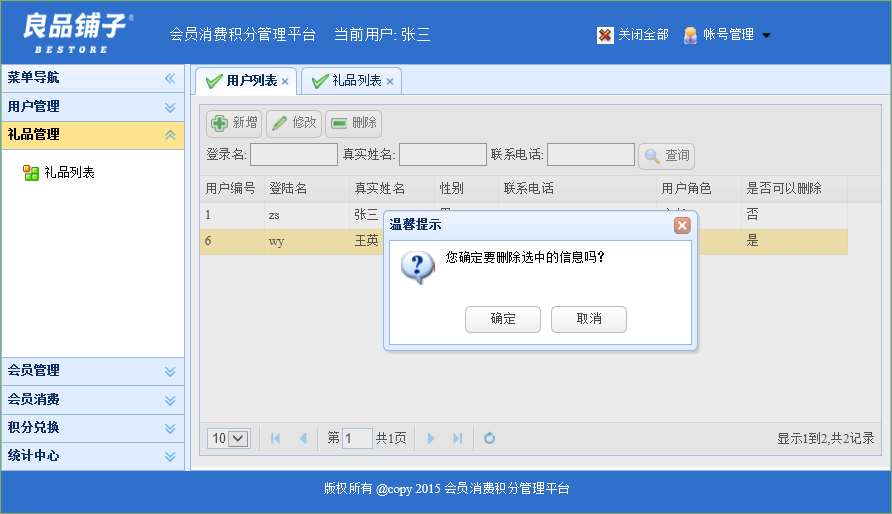 良品铺子®
BESTORE
会员消费积分管理平台 当前用户: 张三
关闭全部 帐号管理
菜单导航
用户管理
礼品管理
礼品列表
会员管理
会员消费
积分兑换
统计中心
用户列表 礼品列表
新增 修改 删除
登录名: 真实姓名: 联系电话: 查询
用户编号 登陆名 真实姓名 性别 联系电话 用户角色 是否可以删除
1 zs 张三 否
6 wy 王英 是
温馨提示
您确定要删除选中的信息吗?
确定 取消
10 第 1 共1页 显示1到2,共2记录
版权所有 @copy 2015 会员消费积分管理平台